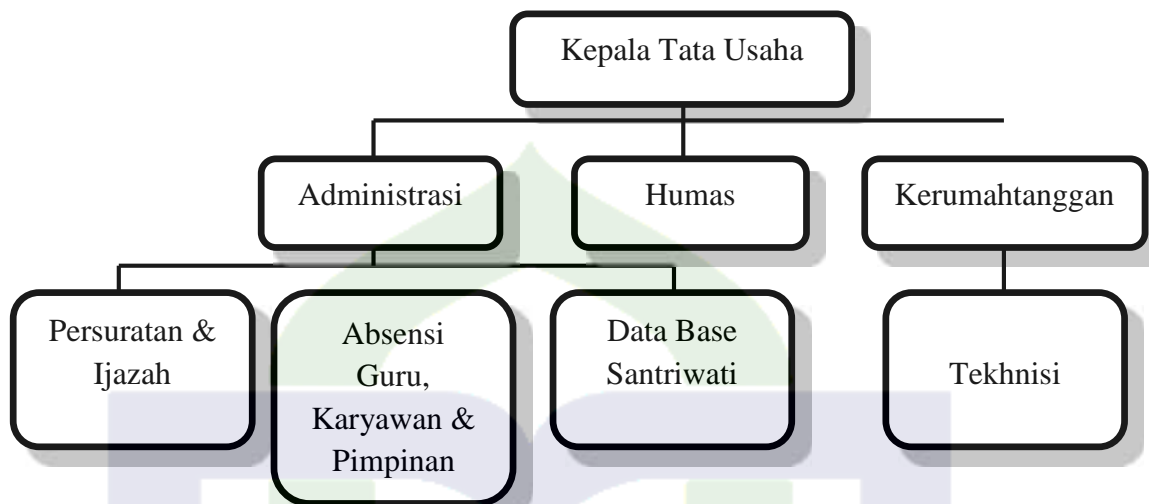 Kepala Tata Usaha
Administrasi
Humas
Kerumahtanggan
Persuratan &
Ijazah
Absensi
Guru,
Karyawan &
Pimpinan
Data Base
Santriwati
Tekhnisi